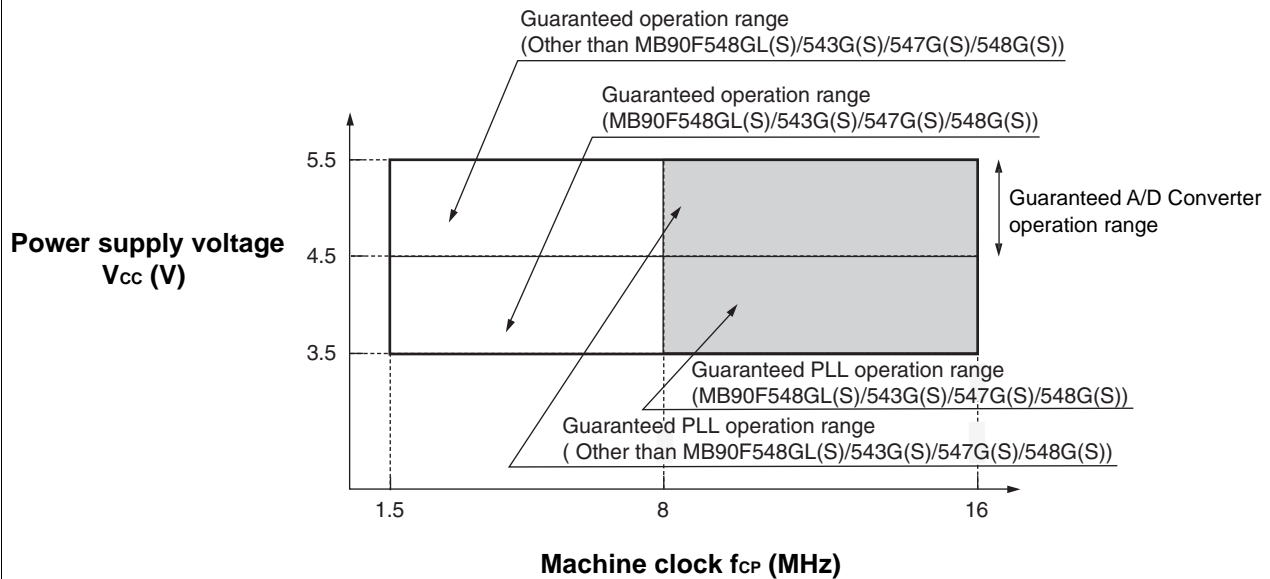 Guaranteed operation range
(Other than MB90F548GL(S)/543G(S)/547G(S)/548G(S))
Guaranteed operation range
(MB90F548GL(S)/543G(S)/547G(S)/548G(S))
5.5
Guaranteed A/D Converter
operation range
Power supply voltage
VCC (V)
4.5
3.5
Guaranteed PLL operation range
(MB90F548GL(S)/543G(S)/547G(S)/548G(S))
Guaranteed PLL operation range
( Other than MB90F548GL(S)/543G(S)/547G(S)/548G(S))
1.5
8
16
Machine clock fCP (MHz)